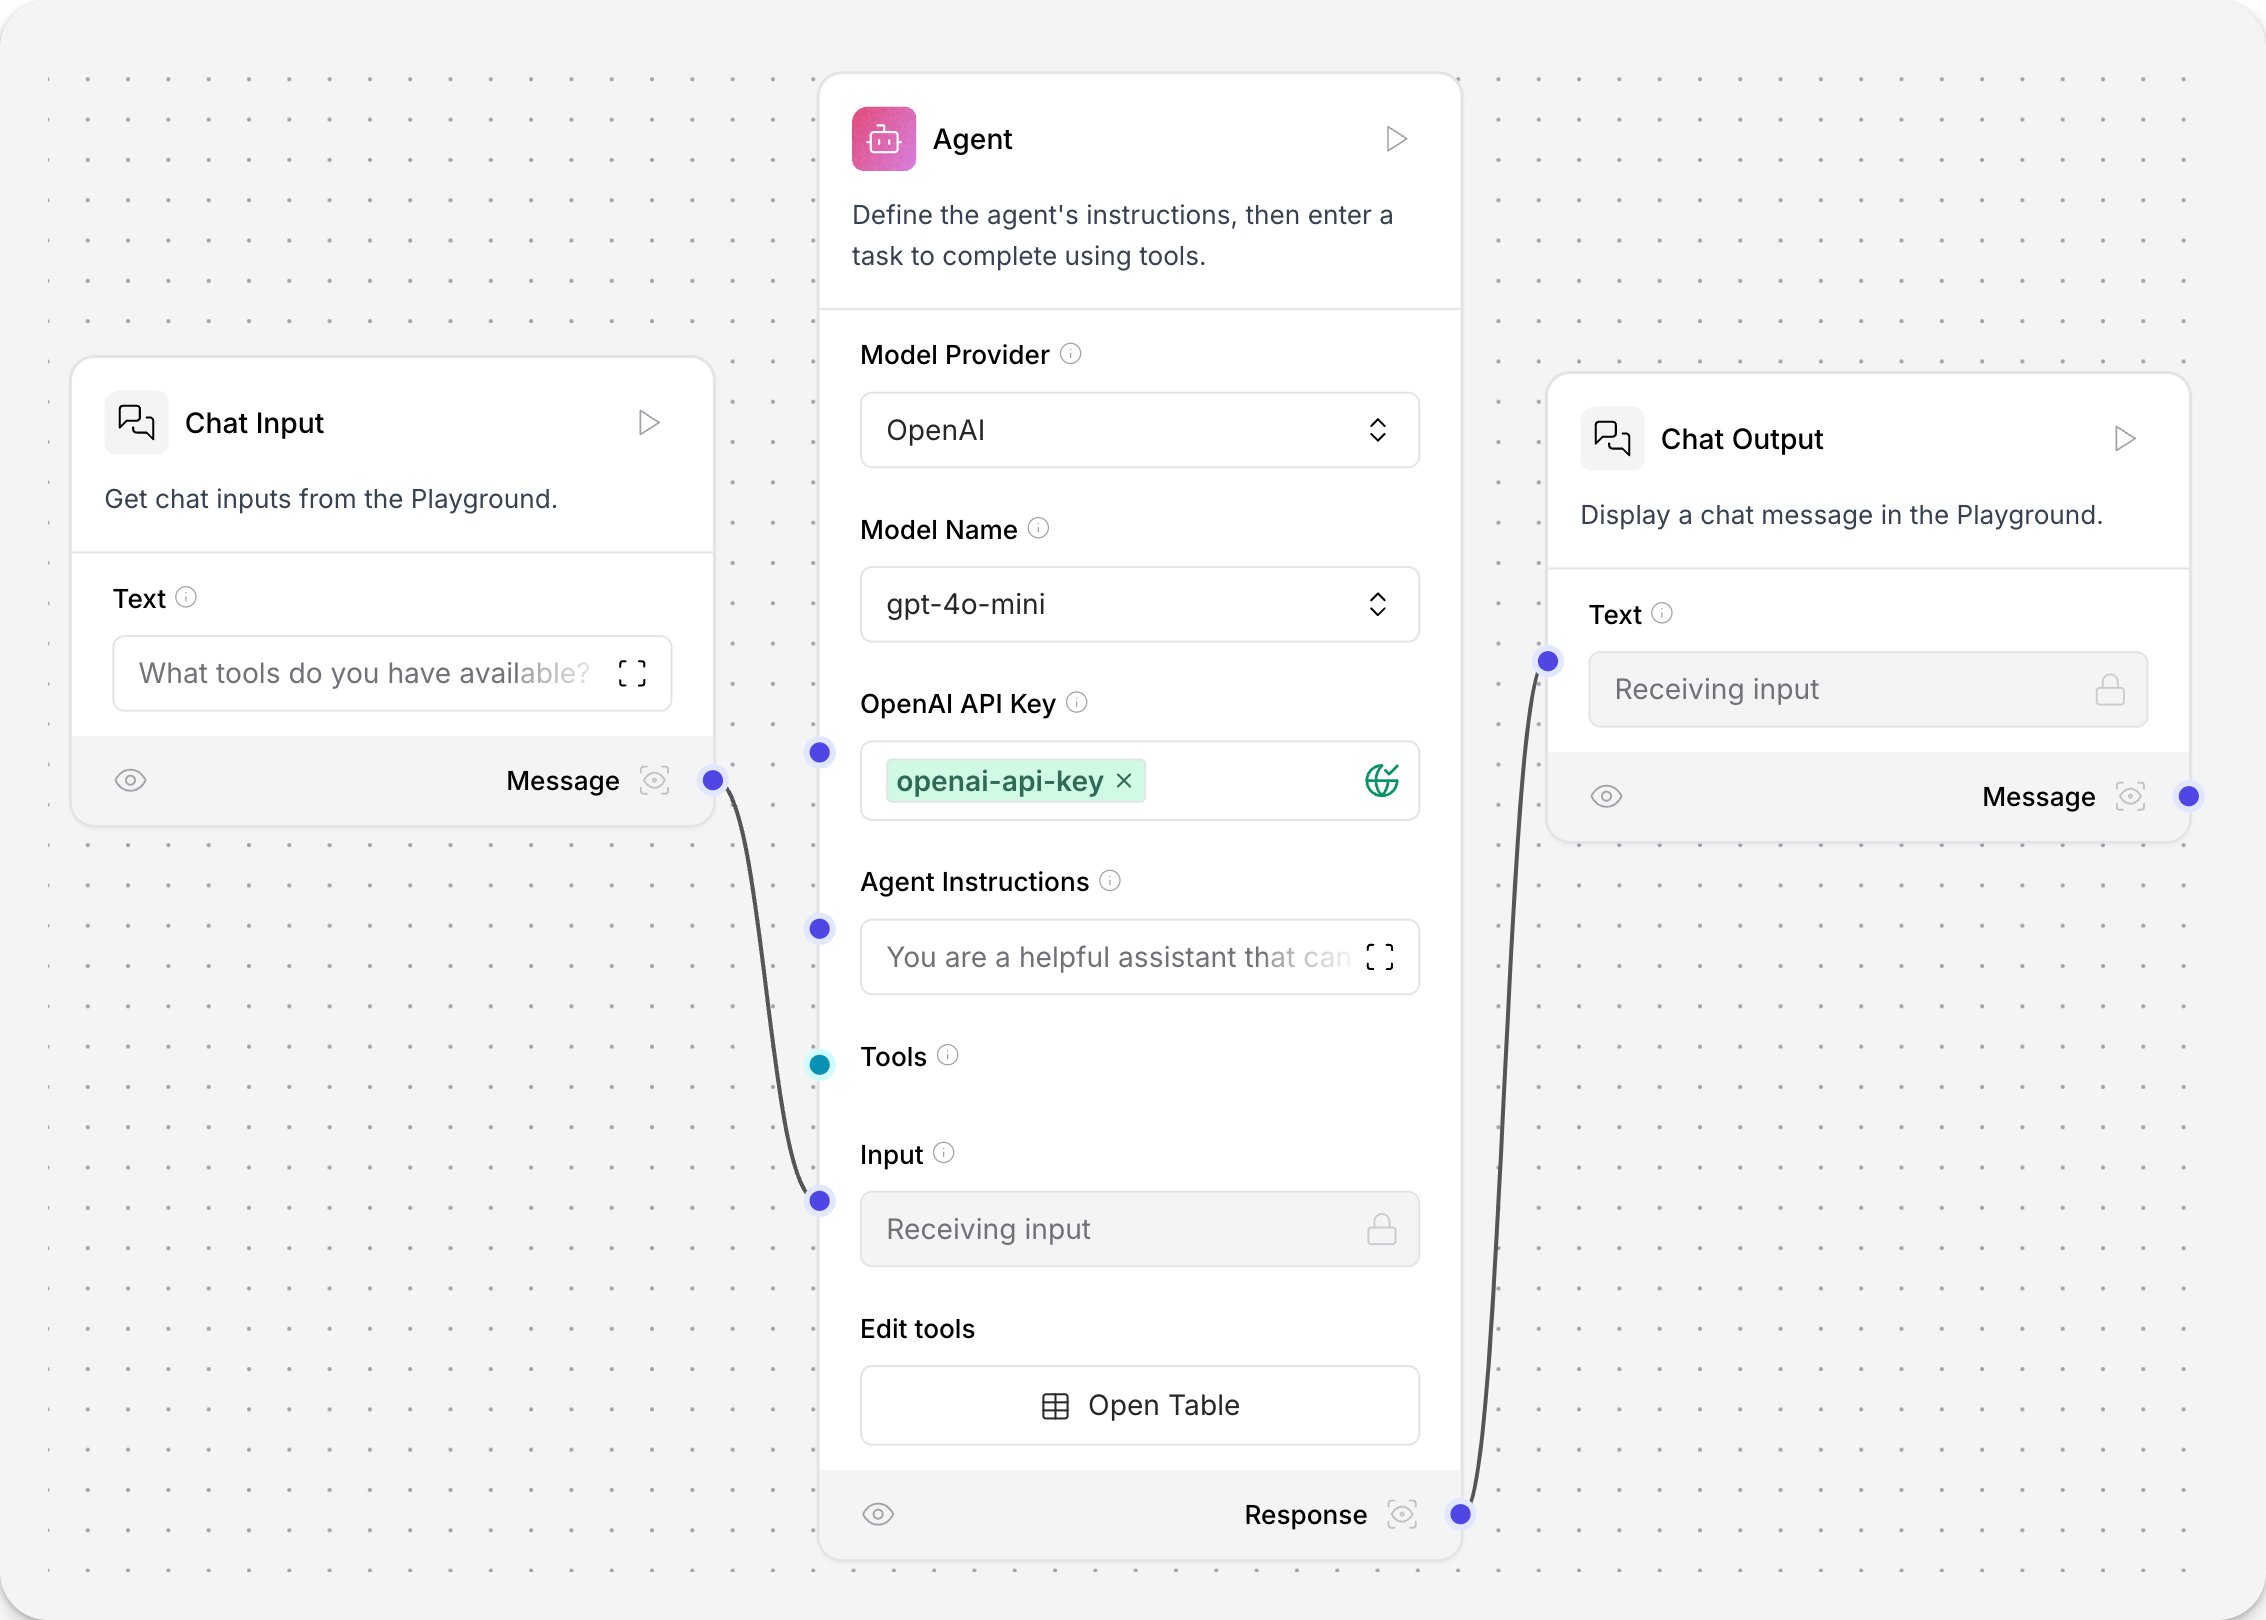 Chat Input
Get chat inputs from the Playground.
Text
What tools do you have available?
Message
Agent
Define the agent's instructions, then enter a
task to complete using tools.
Model Provider
OpenAI
Model Name
gpt-4o-mini
OpenAI API Key
openai-api-key
Agent Instructions
You are a helpful assistant that can
Tools
Input
Receiving input
Edit tools
Open Table
Response
Chat Output
Display a chat message in the Playground.
Text
Receiving input
Message